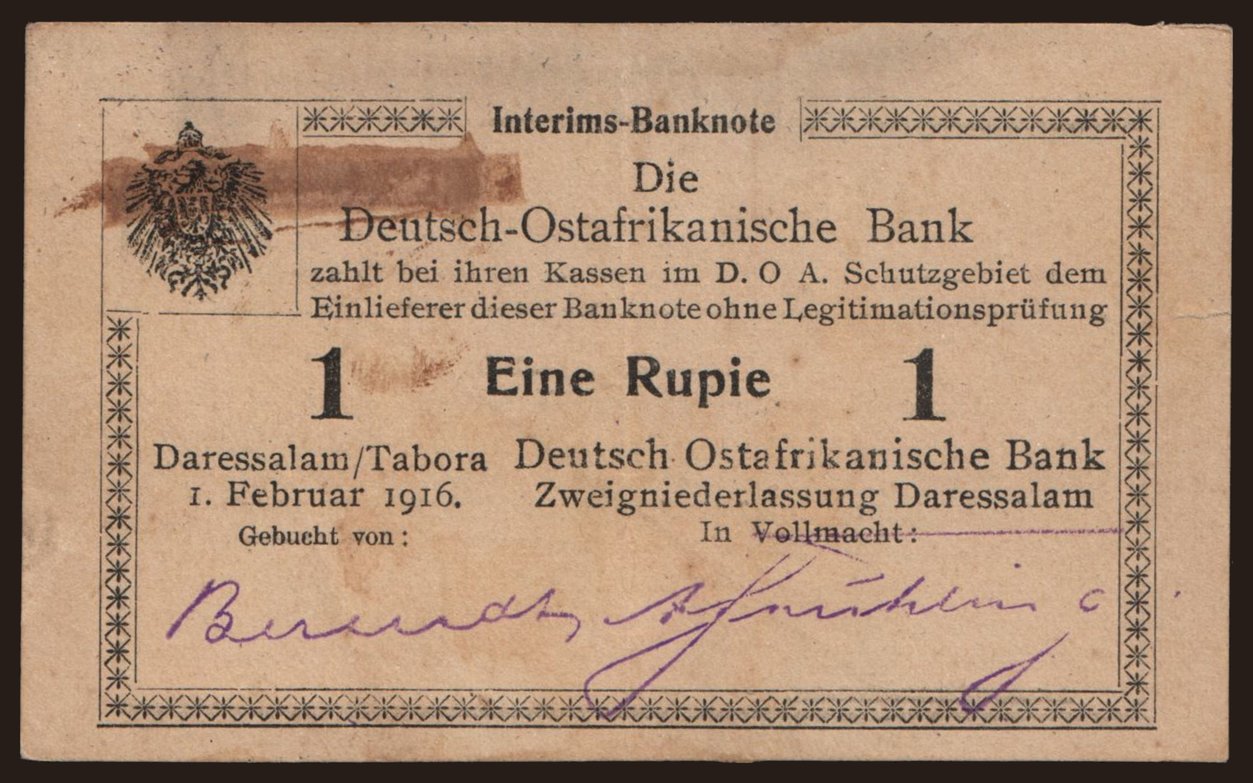 Interims-Banknote
Die
Deutsch-Ostafrikanische Bank
zahlt bei ihren Kassen im D. O A. Schutzgebiet dem
Einlieferer dieser Banknote ohne Legitimationsprüfung
1 Eine Rupie 1
Daressalam/Tabora Deutsch Ostafrikanische Bank
1. Februar 1916. Zweigniederlassung Daressalam
Gebucht von: In Vollmacht:
Berendt